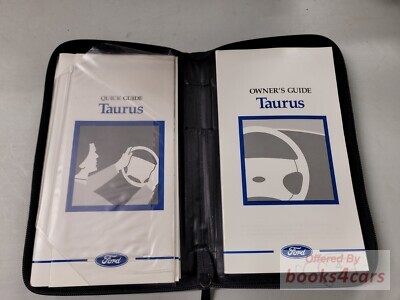 QUICK GUIDE
Taurus
Ford
OWNER'S GUIDE
Taurus
Ford
Offered By
books4cars